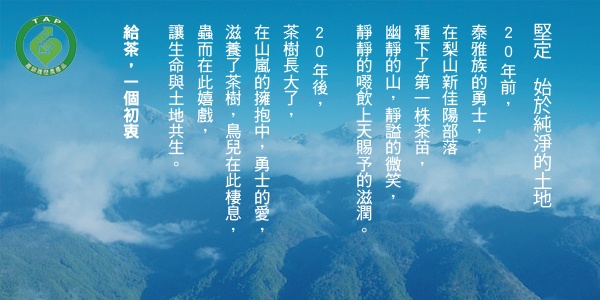 堅定　始於純淨的土地
20年前，
泰雅族的勇士，
在梨山新佳陽部落
種下了第一株茶苗，
幽靜的山，靜謐的微笑，
靜靜的啜飲上天賜予的滋潤。
20年後，
茶樹長大了，
在山嵐的擁抱中，勇士的愛，
滋養了茶樹，鳥兒在此棲息，
蟲而在此嬉戲，
讓生命與土地共生。
給茶，一個初衷
TAP